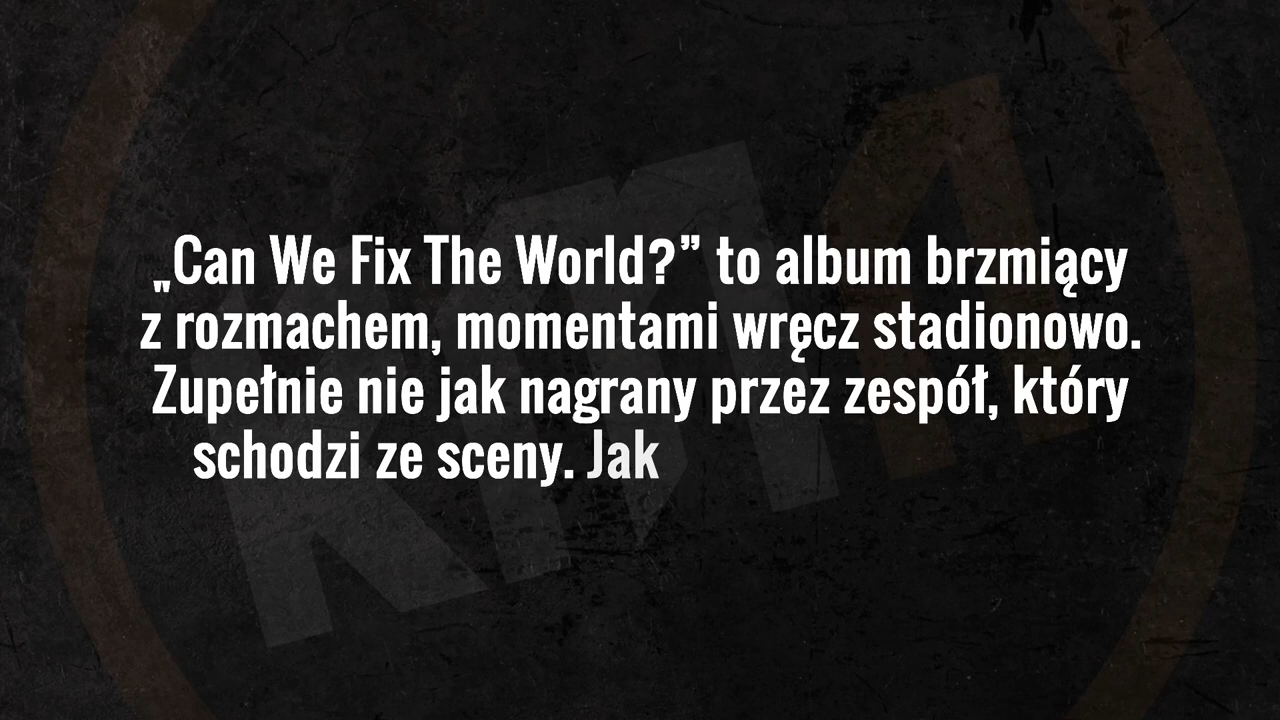 „Can We Fix The World?” to album brzmiący
z rozmachem, momentami wręcz stadionowo.
Zupełnie nie jak nagrany przez zespół, który
schodzi ze sceny. Jak